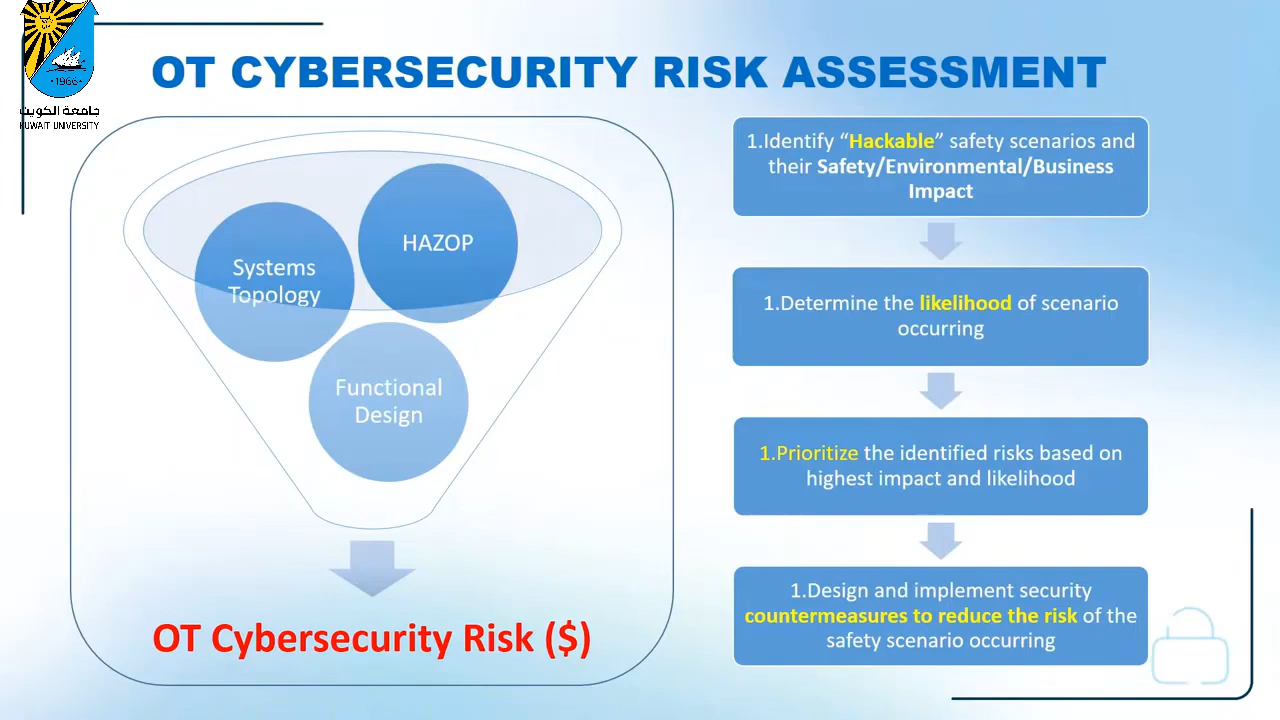 جامعة الكويت
KUWAIT UNIVERSITY
·1966·
OT CYBERSECURITY RISK ASSESSMENT
HAZOP
Systems
Topology
Functional
Design
OT Cybersecurity Risk ($)
1.Identify “Hackable” safety scenarios and
their Safety/Environmental/Business
Impact
1.Determine the likelihood of scenario
occurring
1.Prioritize the identified risks based on
highest impact and likelihood
1.Design and implement security
countermeasures to reduce the risk of the
safety scenario occurring